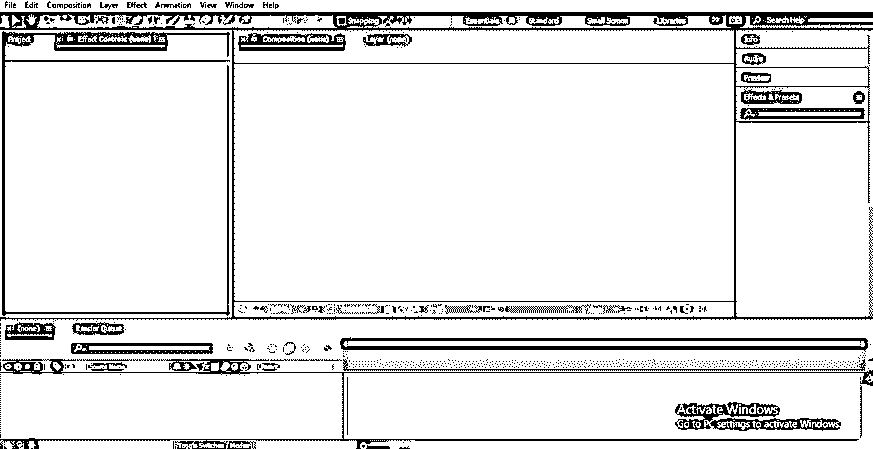 File Edit Composition Layer Effect Animation View Window Help
Snapping Essentials Standard Small Screen Libraries Search Help
Project Effect Controls (none) Composition (none) Layer (none) Info
Audio
Preview
Effects & Presets
(none) Render Queue
Source Name
Activate Windows
Go to PC settings to activate Windows
Toggle Switches / Modes